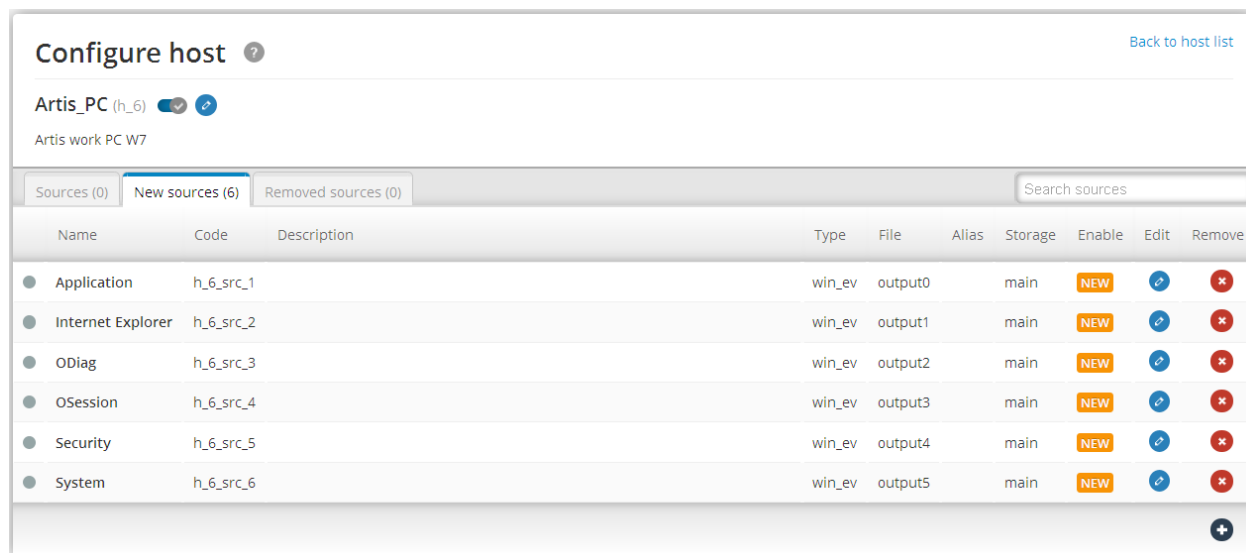 Configure host ?
Back to host list
Artis_PC (h_6)
Artis work PC W7
Sources (0) New sources (6) Removed sources (0) Search sources
Name Code Description Type File Alias Storage Enable Edit Remove
Application h_6_src_1 win_ev output0 main NEW
Internet Explorer h_6_src_2 win_ev output1 main NEW
ODiag h_6_src_3 win_ev output2 main NEW
OSession h_6_src_4 win_ev output3 main NEW
Security h_6_src_5 win_ev output4 main NEW
System h_6_src_6 win_ev output5 main NEW